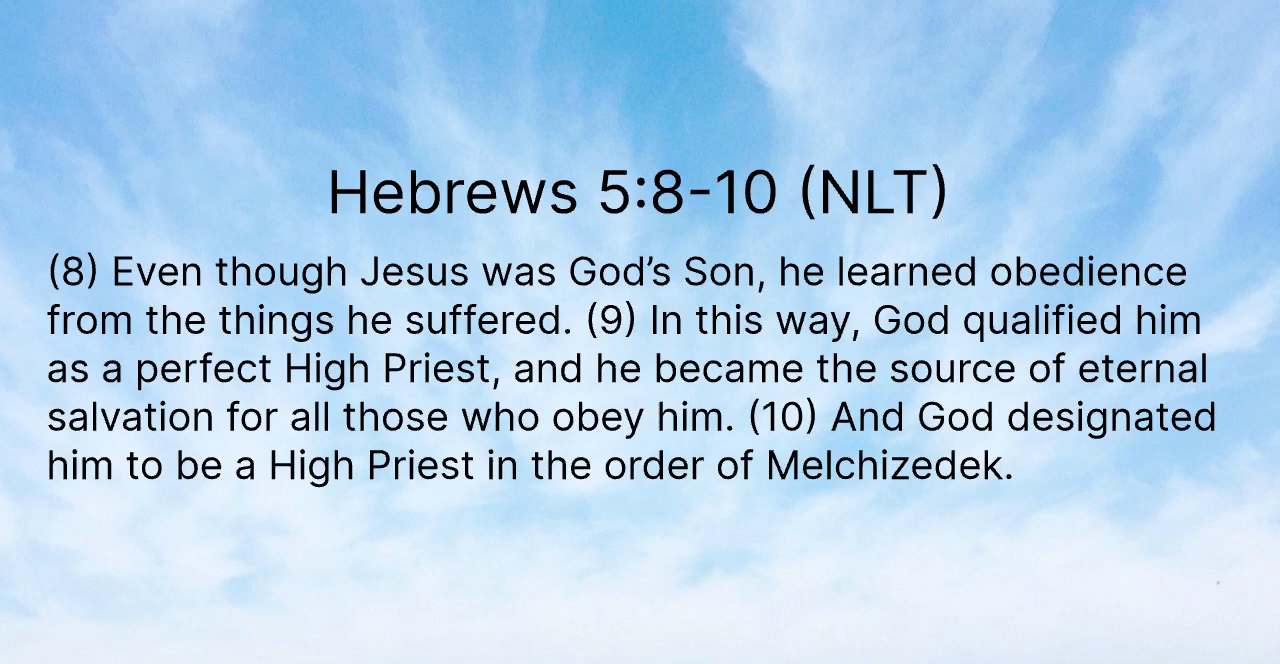 Hebrews 5:8-10 (NLT)
(8) Even though Jesus was God’s Son, he learned obedience
from the things he suffered. (9) In this way, God qualified him
as a perfect High Priest, and he became the source of eternal
salvation for all those who obey him. (10) And God designated
him to be a High Priest in the order of Melchizedek.